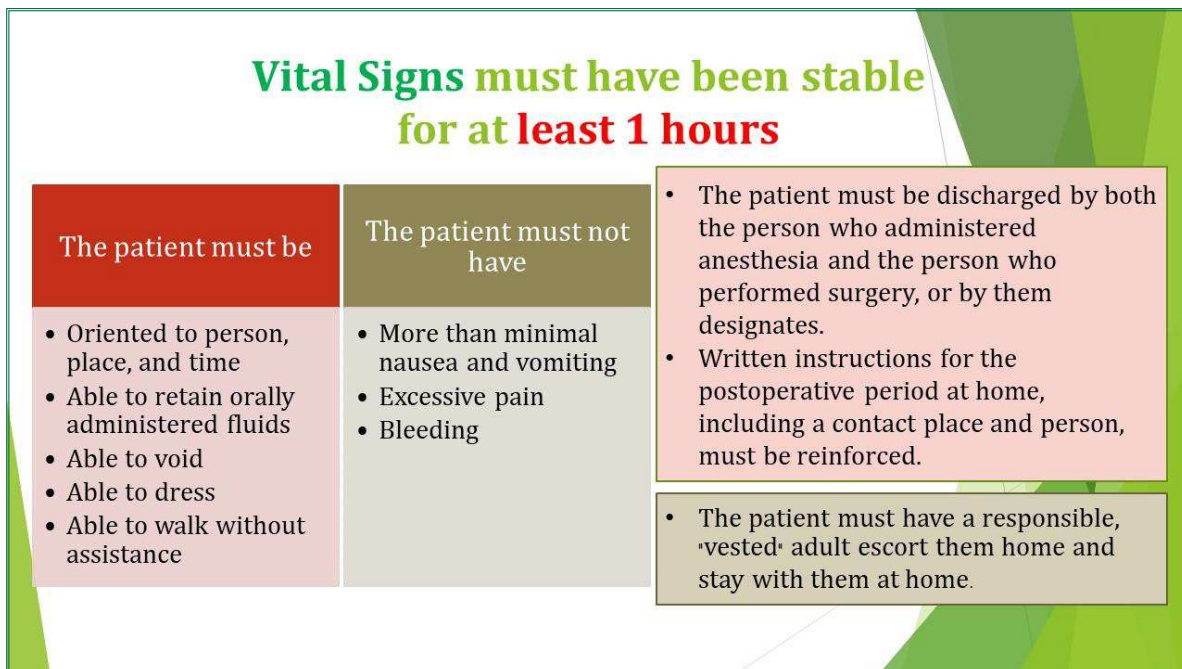 Vital Signs must have been stable
for at least 1 hours
The patient must be
• Oriented to person,
place, and time
• Able to retain orally
administered fluids
• Able to void
• Able to dress
• Able to walk without
assistance
The patient must not
have
• More than minimal
nausea and vomiting
• Excessive pain
• Bleeding
• The patient must be discharged by both
the person who administered
anesthesia and the person who
performed surgery, or by them
designates.
• Written instructions for the
postoperative period at home,
including a contact place and person,
must be reinforced.
• The patient must have a responsible,
"vested" adult escort them home and
stay with them at home.